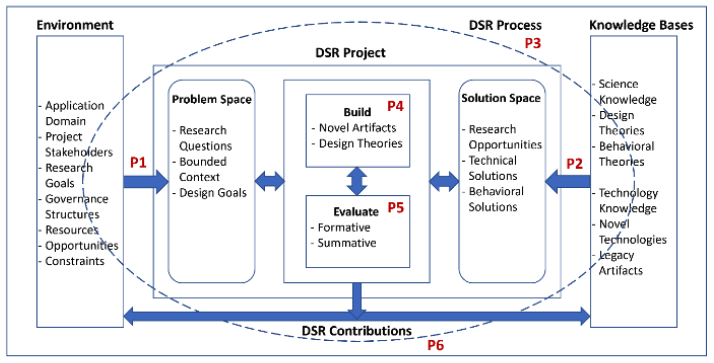 Environment
DSR Process
Knowledge Bases
P3
DSR Project
- Application
Domain
- Project
Stakeholders
- Research
Goals
- Governance
Structures
- Resources
- Opportunities
- Constraints
P1
Problem Space
- Research
Questions
- Bounded
Context
- Design Goals
P4
Build
- Novel Artifacts
- Design Theories
P5
Evaluate
- Formative
- Summative
Solution Space
- Research
Opportunities
- Technical
Solutions
- Behavioral
Solutions
P2
- Science
Knowledge
- Design
Theories
- Behavioral
Theories
- Technology
Knowledge
- Novel
Technologies
- Legacy
Artifacts
DSR Contributions
P6